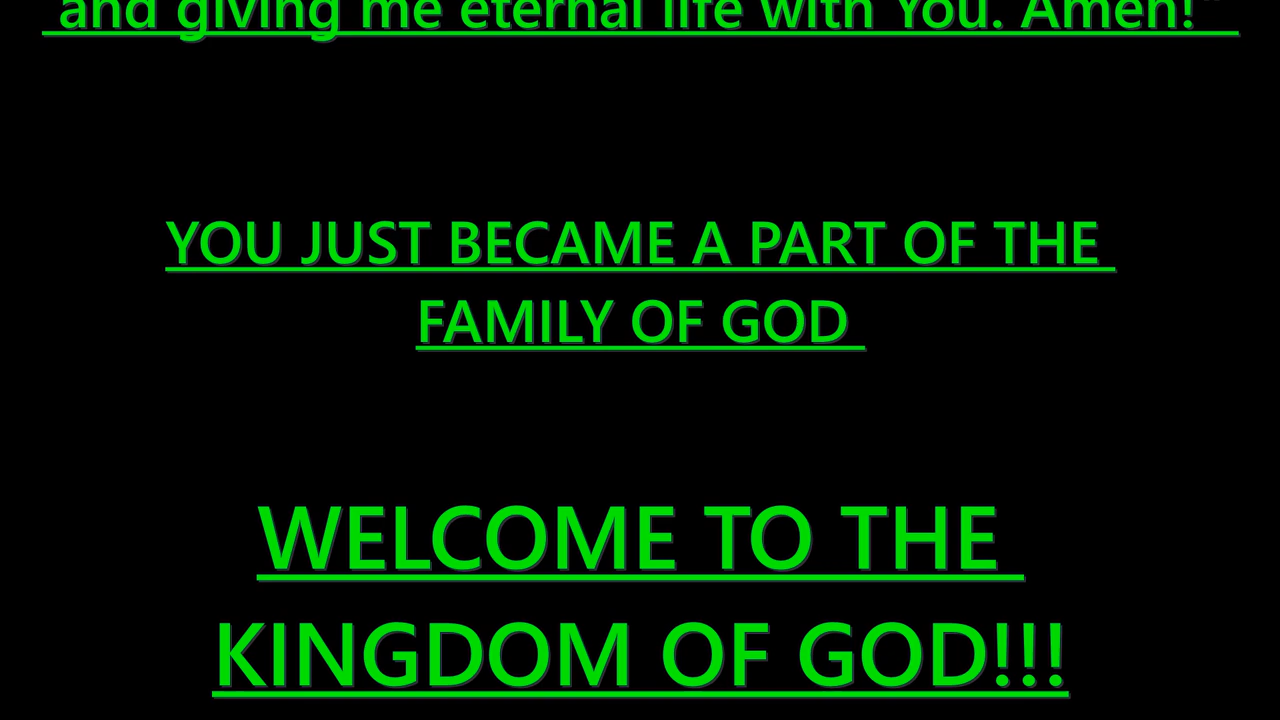 and giving me eternal life with You. Amen!"
YOU JUST BECAME A PART OF THE
FAMILY OF GOD
WELCOME TO THE
KINGDOM OF GOD!!!